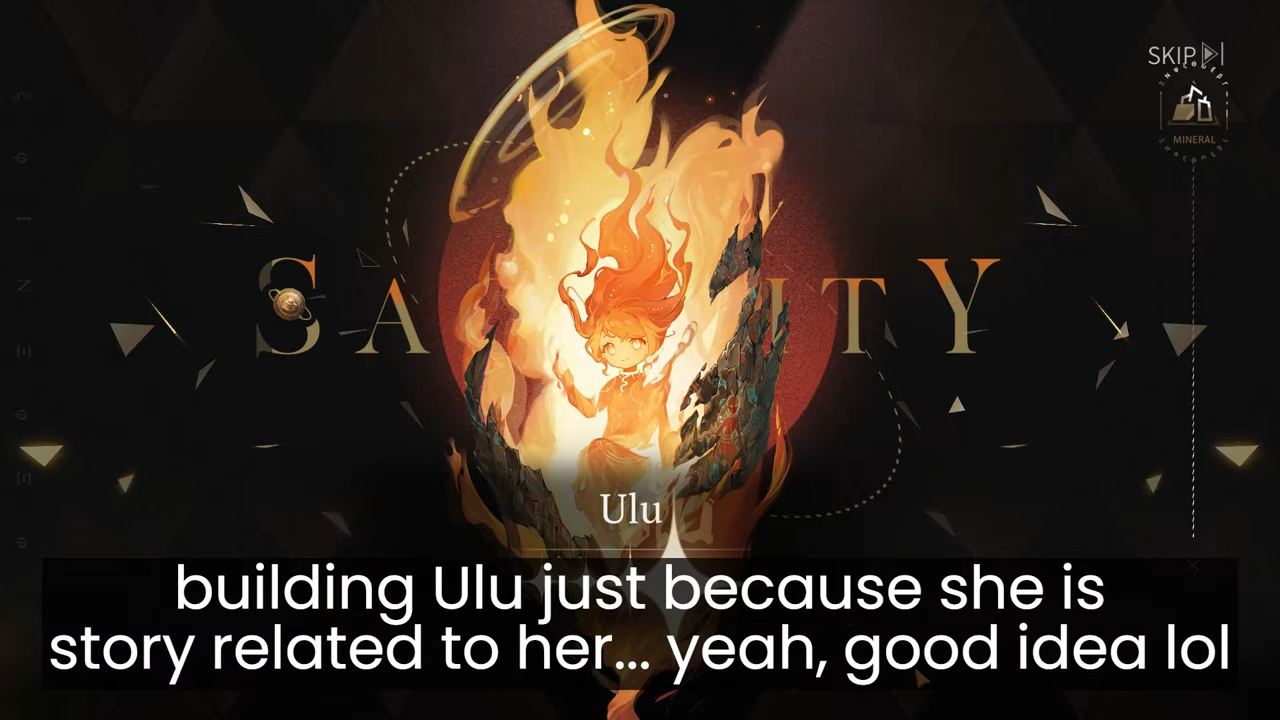 SKIP
MINERAL
SA ITY
Ulu
building Ulu just because she is
story related to her... yeah, good idea lol